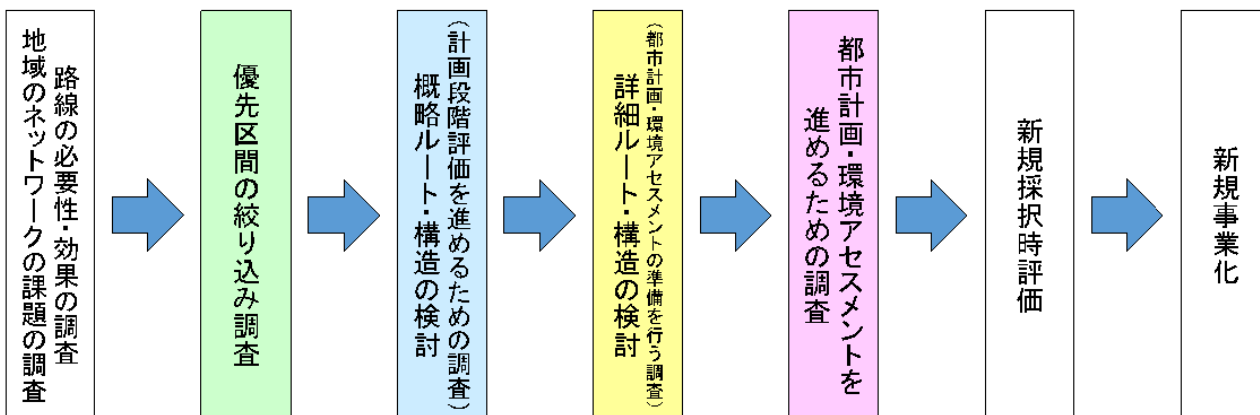 地域のネットワークの課題の調査
路線の必要性・効果の調査
優先区間の絞り込み調査
概略ルート・構造の検討
(計画段階評価を進めるための調査)
詳細ルート・構造の検討
(都市計画・環境アセスメントの準備を行う調査)
都市計画・環境アセスメントを
進めるための調査
新規採択時評価
新規事業化